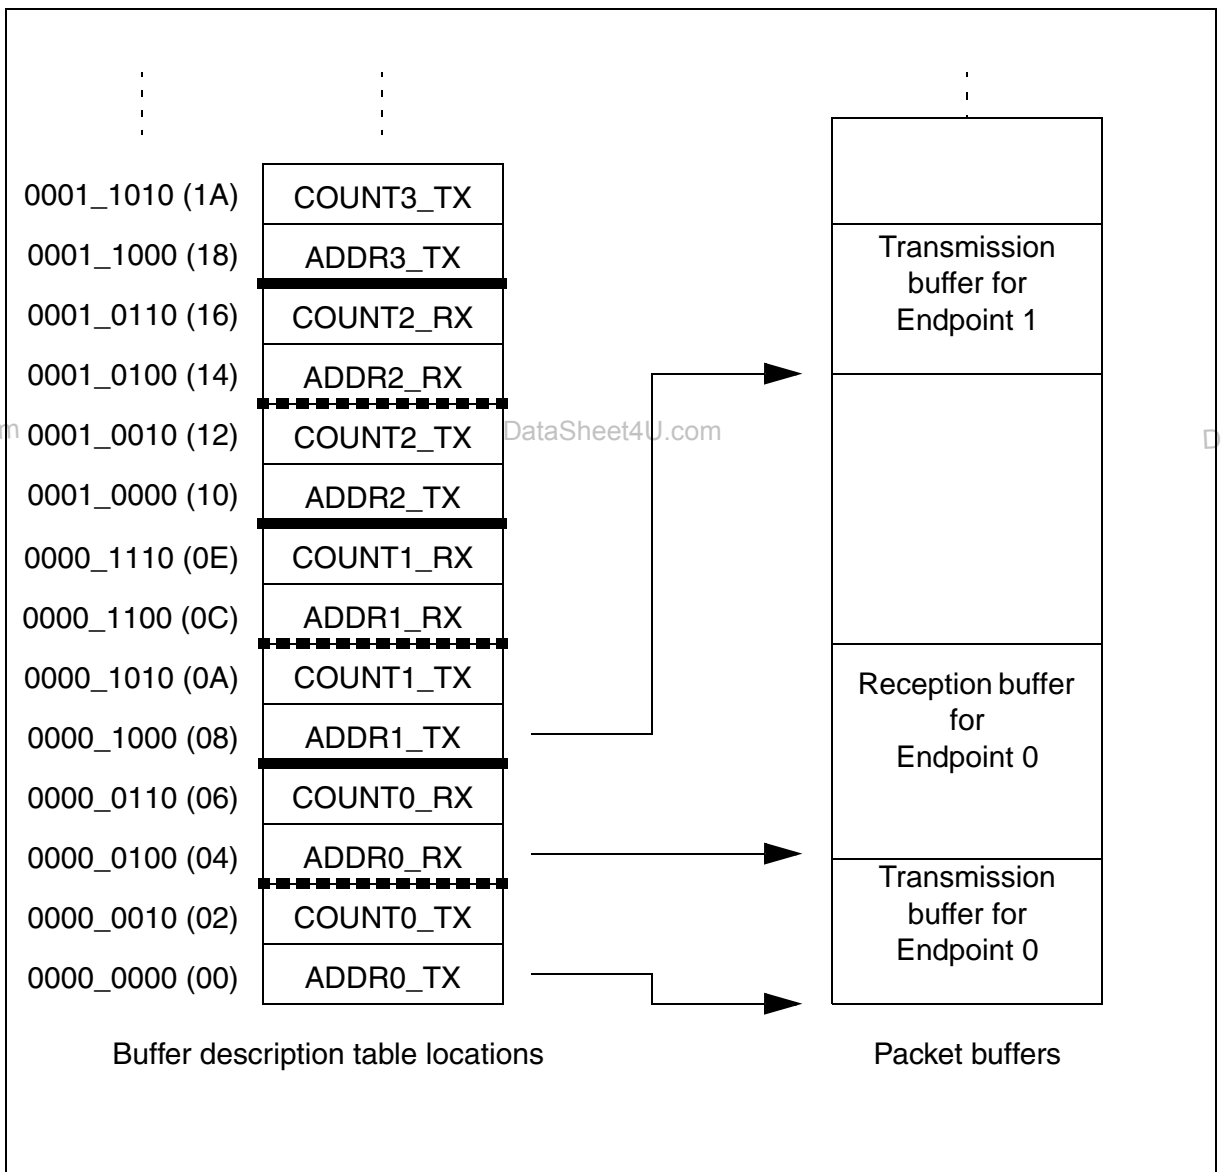 0001_1010 (1A) COUNT3_TX
0001_1000 (18) ADDR3_TX
0001_0110 (16) COUNT2_RX
0001_0100 (14) ADDR2_RX
0001_0010 (12) COUNT2_TX
0001_0000 (10) ADDR2_TX
0000_1110 (0E) COUNT1_RX
0000_1100 (0C) ADDR1_RX
0000_1010 (0A) COUNT1_TX
0000_1000 (08) ADDR1_TX
0000_0110 (06) COUNT0_RX
0000_0100 (04) ADDR0_RX
0000_0010 (02) COUNT0_TX
0000_0000 (00) ADDR0_TX
Buffer description table locations
m
DataSheet4U.com
D
Transmission
buffer for
Endpoint 1
Reception buffer
for
Endpoint 0
Transmission
buffer for
Endpoint 0
Packet buffers